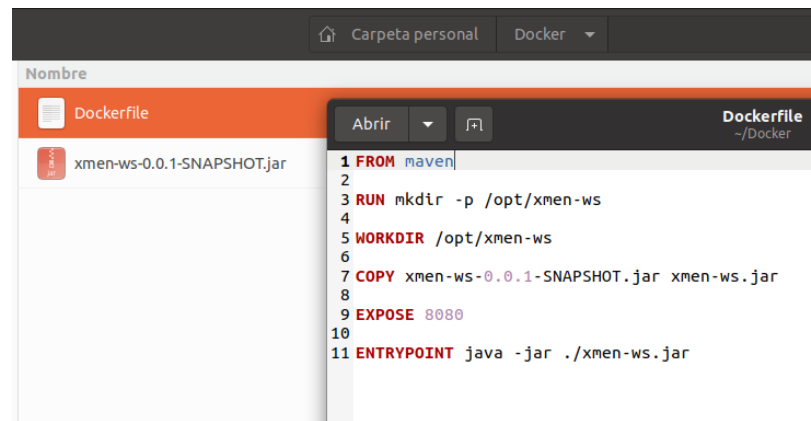 Carpeta personal Docker
Nombre
Dockerfile
xmen-ws-0.0.1-SNAPSHOT.jar
jar
Abrir
Dockerfile
~/Docker
1 FROM maven
2
3 RUN mkdir -p /opt/xmen-ws
4
5 WORKDIR /opt/xmen-ws
6
7 COPY xmen-ws-0.0.1-SNAPSHOT.jar xmen-ws.jar
8
9 EXPOSE 8080
10
11 ENTRYPOINT java -jar ./xmen-ws.jar